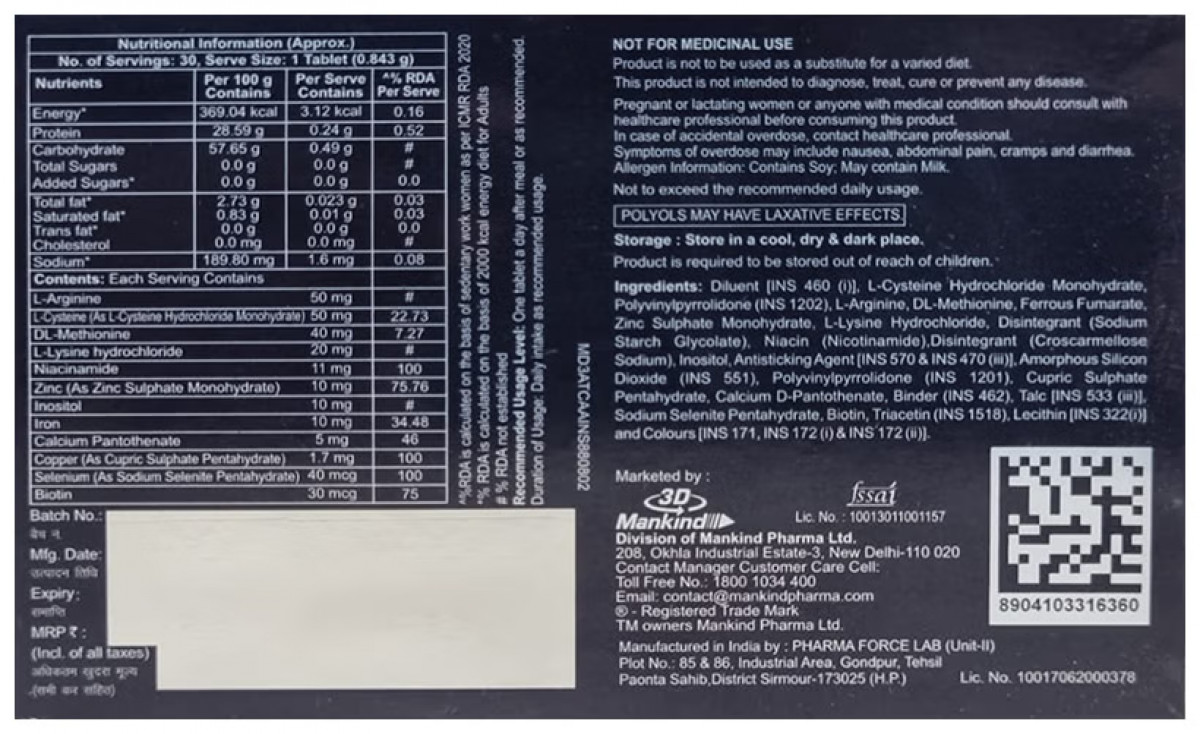 Nutritional Information (Approx.)
No. of Servings: 30, Serve Size: 1 Tablet (0.843 g)
Nutrients Per 100 g Contains Per Serve Contains ^% RDA Per Serve
Energy* 369.04 kcal 3.12 kcal 0.16
Protein 28.59 g 0.24 g 0.52
Carbohydrate 57.65 g 0.49 g #
Total Sugars 0.0 g 0.0 g #
Added Sugars* 0.0 g 0.0 g 0.0
Total fat* 2.73 g 0.023 g 0.03
Saturated fat* 0.83 g 0.01 g 0.03
Trans fat* 0.0 g 0.0 g 0.0
Cholesterol 0.0 mg 0.0 mg #
Sodium* 189.80 mg 1.6 mg 0.08
Contents: Each Serving Contains
L-Arginine 50 mg #
L-Cysteine (As L-Cysteine Hydrochloride Monohydrate) 50 mg 22.73
DL-Methionine 40 mg 7.27
L-Lysine hydrochloride 20 mg #
Niacinamide 11 mg 100
Zinc (As Zinc Sulphate Monohydrate) 10 mg 75.76
Inositol 10 mg #
Iron 10 mg 34.48
Calcium Pantothenate 5 mg 46
Copper (As Cupric Sulphate Pentahydrate) 1.7 mg 100
Selenium (As Sodium Selenite Pentahydrate) 40 mcg 100
Biotin 30 mcg 75
Batch No.:
बैच नं.
Mfg. Date:
उत्पादन तिथि
Expiry:
समाप्ति
MRP ₹ :
(Incl. of all taxes)
अधिकतम खुदरा मूल्य
(सभी कर सहित)
^%RDA is calculated on the basis of sedentary work women as per ICMR RDA 2020
*% RDA is calculated on the basis of 2000 kcal energy diet for Adults
# % RDA not established
Recommended Usage Level: One tablet a day after meal or as recommended.
Duration of Usage: Daily intake as recommended usage.
MD3ATCAAINSB80802
NOT FOR MEDICINAL USE
Product is not to be used as a substitute for a varied diet.
This product is not intended to diagnose, treat, cure or prevent any disease.
Pregnant or lactating women or anyone with medical condition should consult with
healthcare professional before consuming this product.
In case of accidental overdose, contact healthcare professional.
Symptoms of overdose may include nausea, abdominal pain, cramps and diarrhea.
Allergen Information: Contains Soy; May contain Milk.
Not to exceed the recommended daily usage.
POLYOLS MAY HAVE LAXATIVE EFFECTS
Storage : Store in a cool, dry & dark place.
Product is required to be stored out of reach of children.
Ingredients: Diluent [INS 460 (i)], L-Cysteine Hydrochloride Monohydrate,
Polyvinylpyrrolidone (INS 1202), L-Arginine, DL-Methionine, Ferrous Fumarate,
Zinc Sulphate Monohydrate, L-Lysine Hydrochloride, Disintegrant (Sodium
Starch Glycolate), Niacin (Nicotinamide),Disintegrant (Croscarmellose
Sodium), Inositol, Antisticking Agent [INS 570 & INS 470 (iii)], Amorphous Silicon
Dioxide (INS 551), Polyvinylpyrrolidone (INS 1201), Cupric Sulphate
Pentahydrate, Calcium D-Pantothenate, Binder (INS 462), Talc [INS 533 (iii)],
Sodium Selenite Pentahydrate, Biotin, Triacetin (INS 1518), Lecithin [INS 322(i)]
and Colours [INS 171, INS 172 (i) & INS 172 (ii)].
Marketed by :
3D
Mankind
fssai
Lic. No. : 10013011001157
Division of Mankind Pharma Ltd.
208, Okhla Industrial Estate-3, New Delhi-110 020
Contact Manager Customer Care Cell:
Toll Free No.: 1800 1034 400
Email: contact@mankindpharma.com
® - Registered Trade Mark
TM owners Mankind Pharma Ltd.
8904103316360
Manufactured in India by : PHARMA FORCE LAB (Unit-II)
Plot No.: 85 & 86, Industrial Area, Gondpur, Tehsil
Paonta Sahib,District Sirmour-173025 (H.P.)
Lic. No. 10017062000378